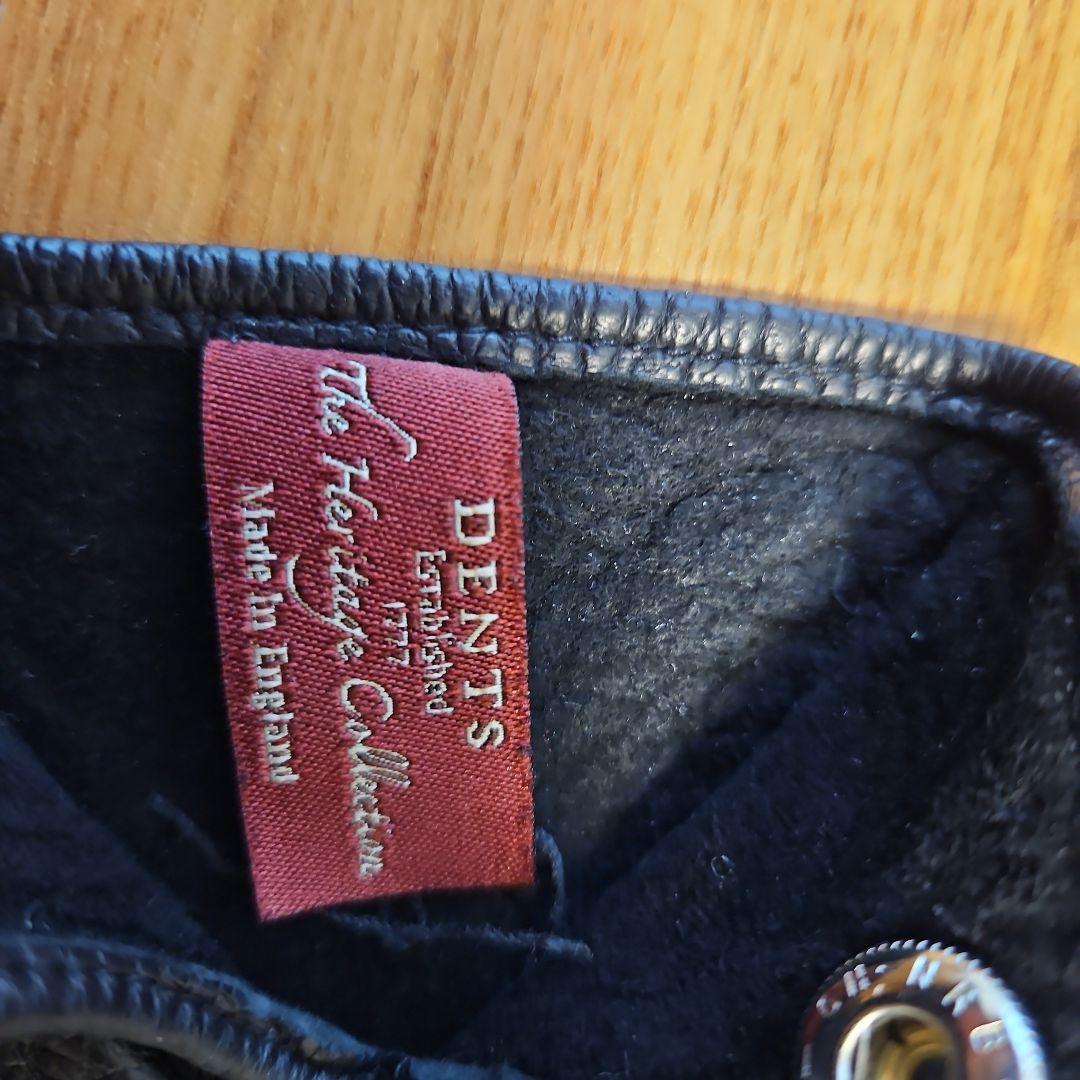 DENTS
Established
1777
The Heritage Collection
Made In England